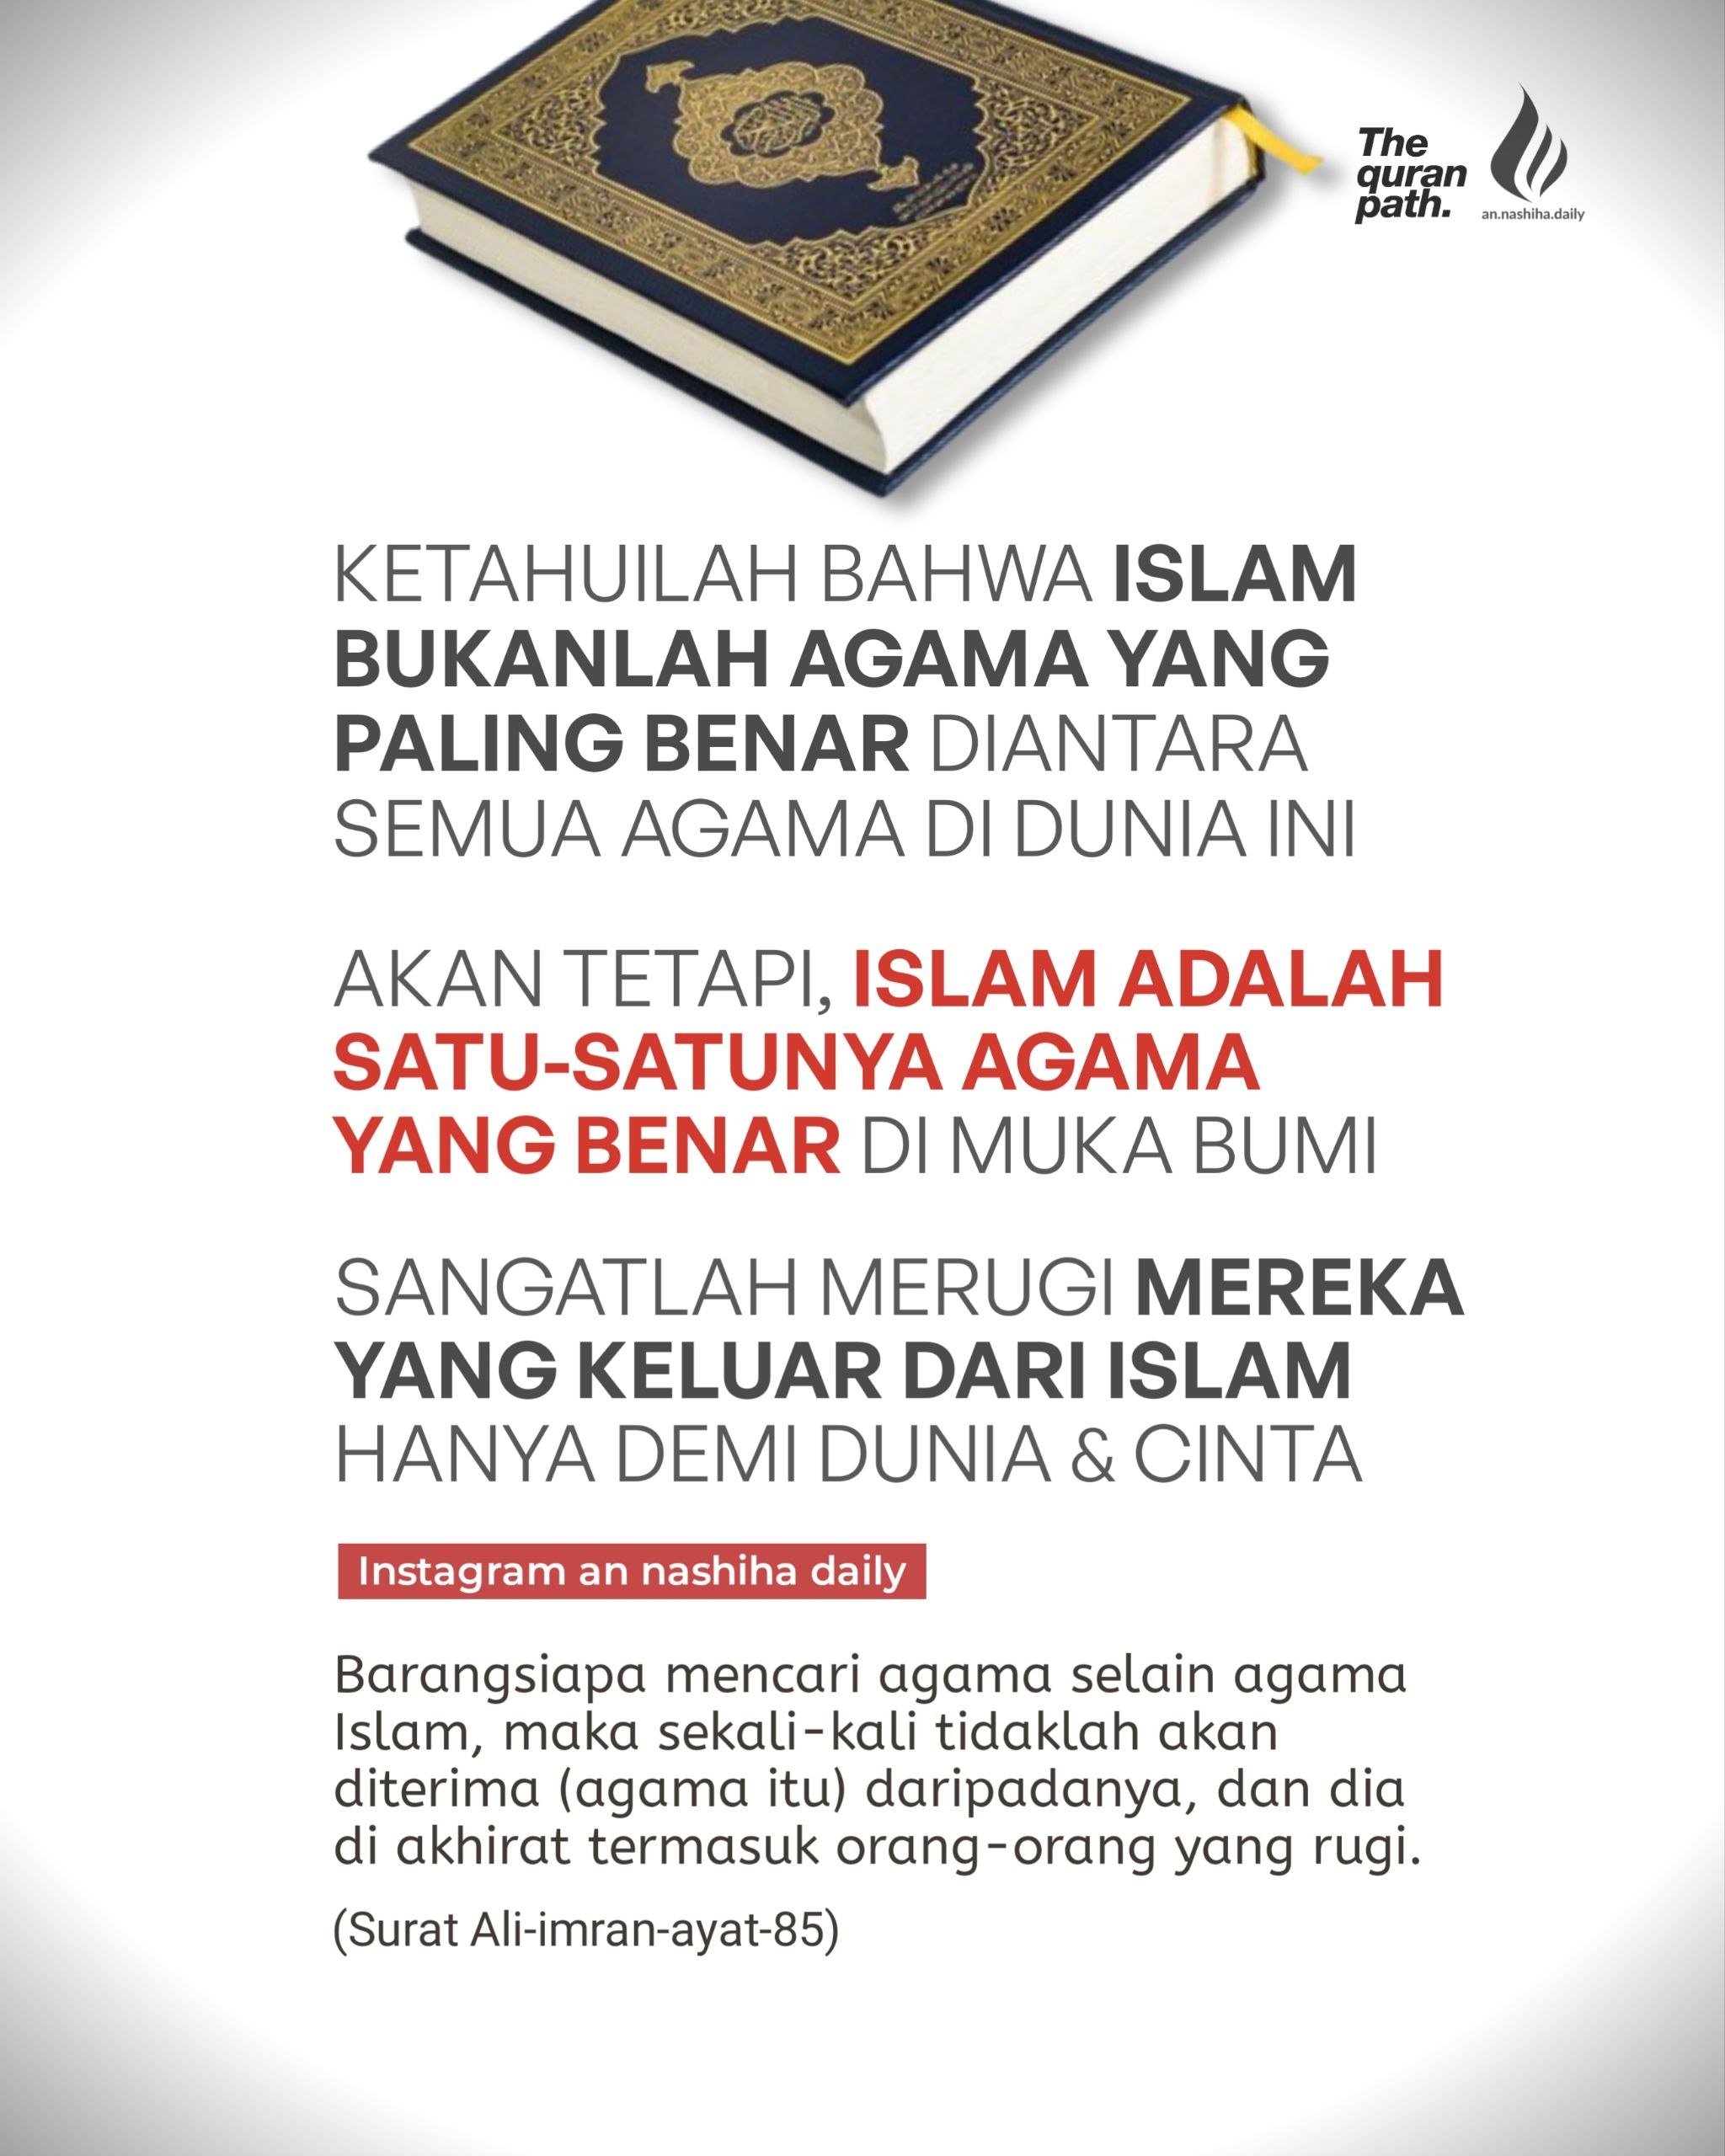 The
quran
path.
an.nashiha.daily
KETAHUILAH BAHWA ISLAM
BUKANLAH AGAMA YANG
PALING BENAR DIANTARA
SEMUA AGAMA DI DUNIA INI
AKAN TETAPI, ISLAM ADALAH
SATU-SATUNYA AGAMA
YANG BENAR DI MUKA BUMI
SANGATLAH MERUGI MEREKA
YANG KELUAR DARI ISLAM
HANYA DEMI DUNIA & CINTA
Instagram an nashiha daily
Barangsiapa mencari agama selain agama
Islam, maka sekali-kali tidaklah akan
diterima (agama itu) daripadanya, dan dia
di akhirat termasuk orang-orang yang rugi.
(Surat Ali-imran-ayat-85)